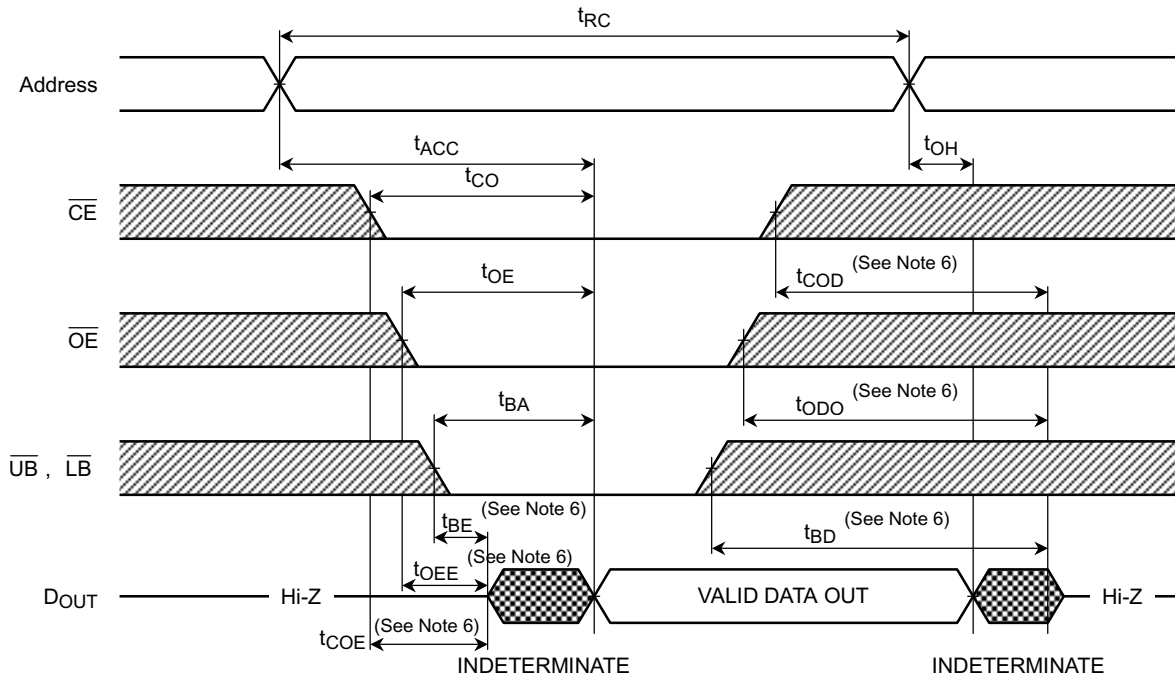 tRC
Address
tACC
tOH
tCO
CE
(See Note 6)
tCOD
tOE
OE
(See Note 6)
tODO
tBA
UB , LB
(See Note 6)
tBE
(See Note 6)
tBD
(See Note 6)
tOEE
DOUT
Hi-Z
VALID DATA OUT
Hi-Z
(See Note 6)
tCOE
INDETERMINATE
INDETERMINATE